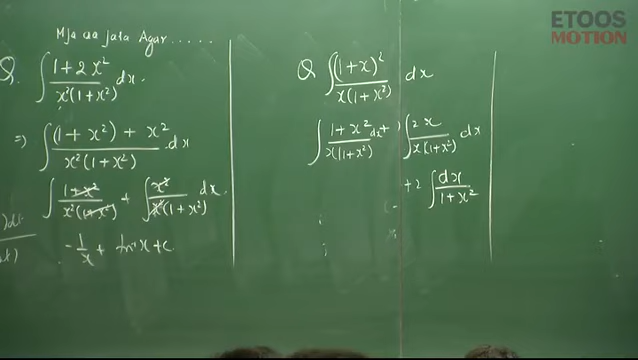 ETOOS
MOTION
Mja aa jata Agar.....
Q. ∫ (1+2x²)/(x²(1+x²)) dx.
⇒ ∫ ((1+x²)+x²)/(x²(1+x²)) .dx
∫ (1+x²)/(x²(1+x²)) + ∫ x²/(x²(1+x²)) dx.
-1/x + tan⁻¹x+c.
Q ∫ (1+x)²/(x(1+x²)) dx
∫ (1+x²)/(x(1+x²)) dx + ∫ 2x/(x(1+x²)) dx
+ 2 ∫ dx/(1+x²)